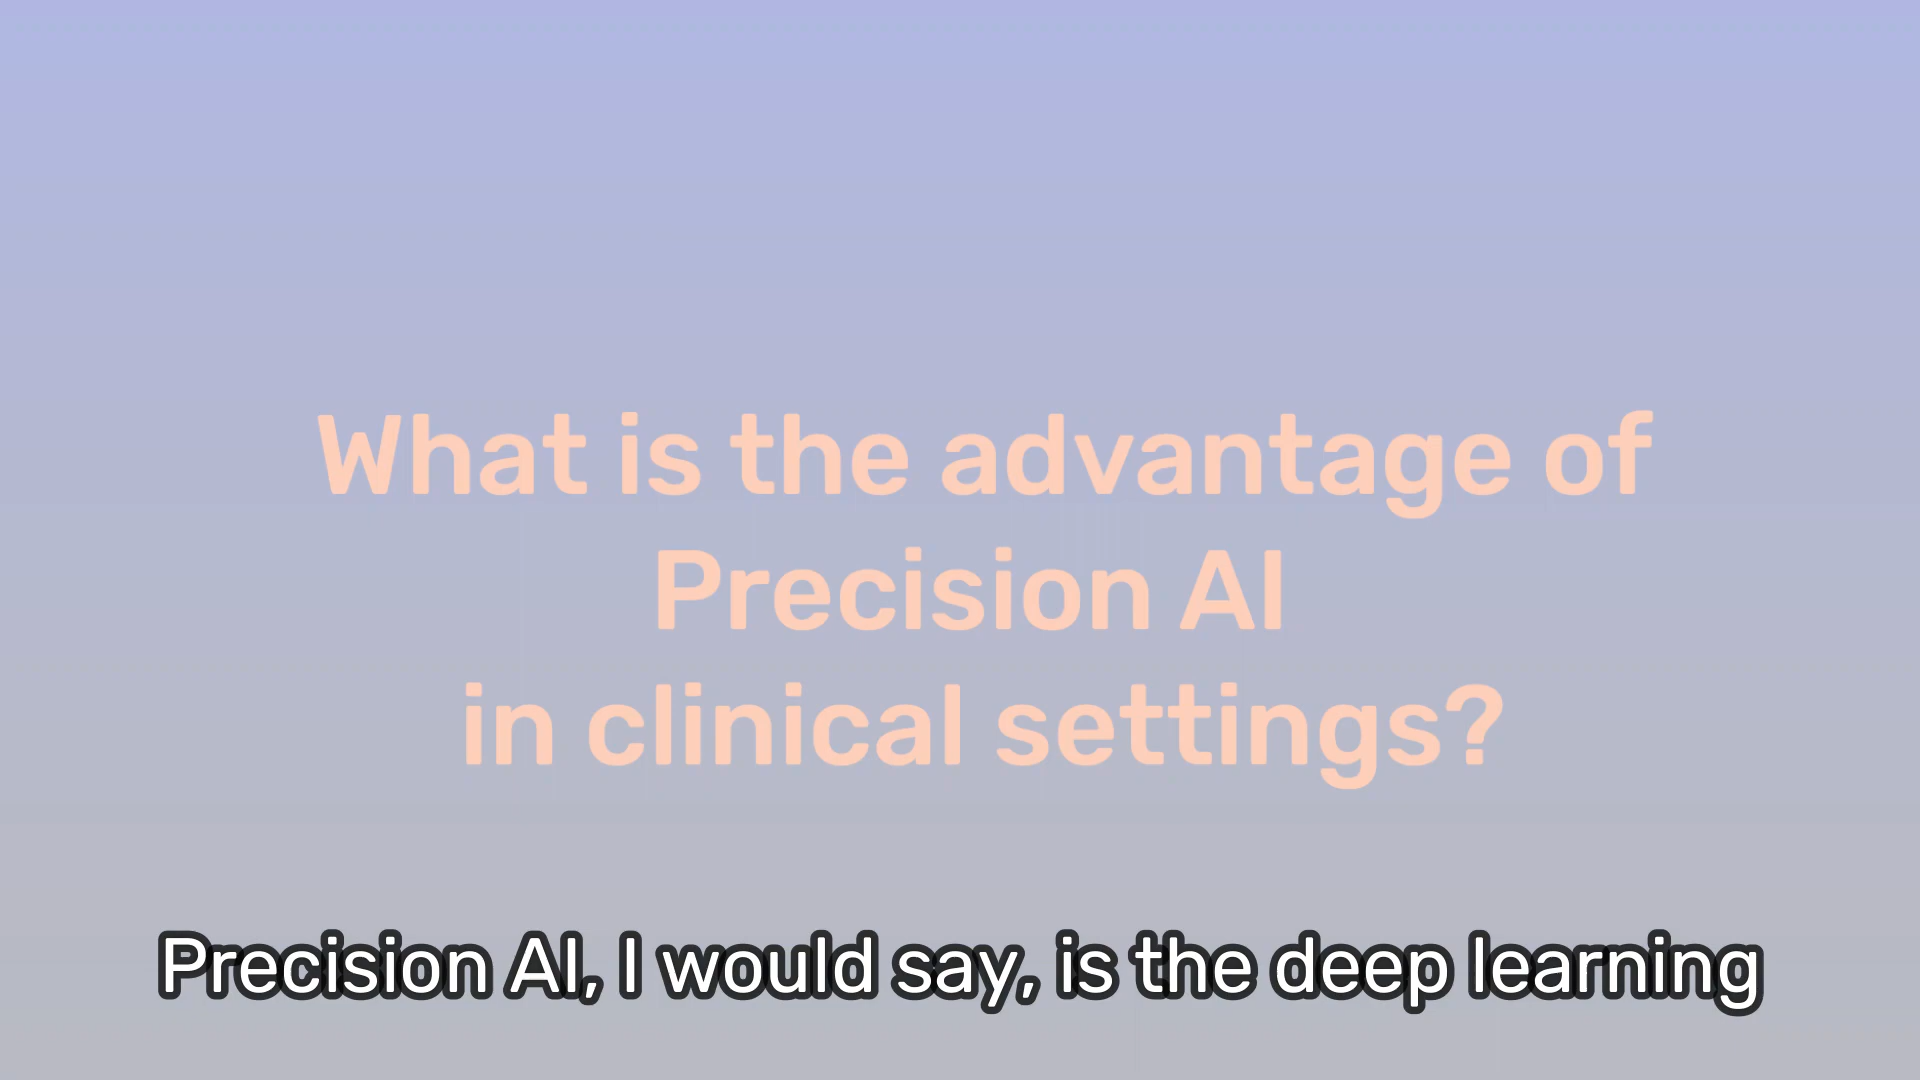 What is the advantage of
Precision AI
in clinical settings?
Precision AI, I would say, is the deep learning